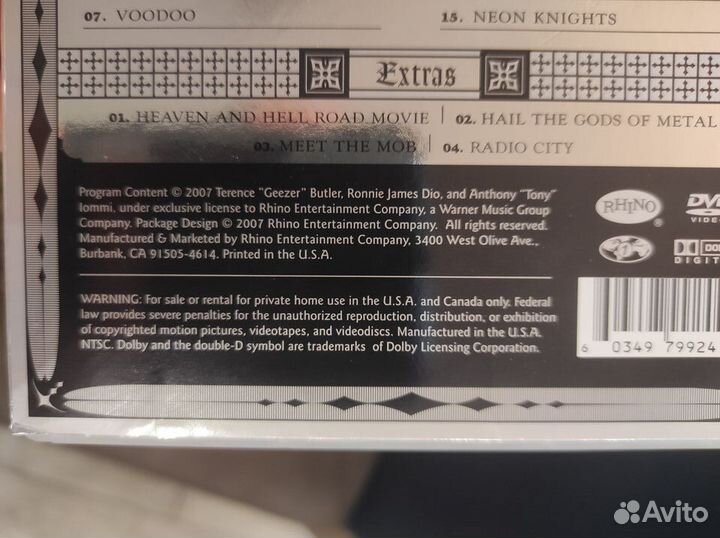 07. VOODOO
15. NEON KNIGHTS
Extras
01. HEAVEN AND HELL ROAD MOVIE | 02. HAIL THE GODS OF METAL
03. MEET THE MOB | 04. RADIO CITY
Program Content © 2007 Terence "Geezer" Butler, Ronnie James Dio, and Anthony "Tony"
Iommi, under exclusive license to Rhino Entertainment Company, a Warner Music Group
Company. Package Design © 2007 Rhino Entertainment Company. All rights reserved.
Manufactured & Marketed by Rhino Entertainment Company, 3400 West Olive Ave.,
Burbank, CA 91505-4614. Printed in the U.S.A.
RHINO ®
DVD
VIDEO
1
DOL
DIGIT
WARNING: For sale or rental for private home use in the U.S.A. and Canada only. Federal
law provides severe penalties for the unauthorized reproduction, distribution, or exhibition
of copyrighted motion pictures, videotapes, and videodiscs. Manufactured in the U.S.A.
NTSC. Dolby and the double-D symbol are trademarks of Dolby Licensing Corporation.
6 0349 79924
Avito